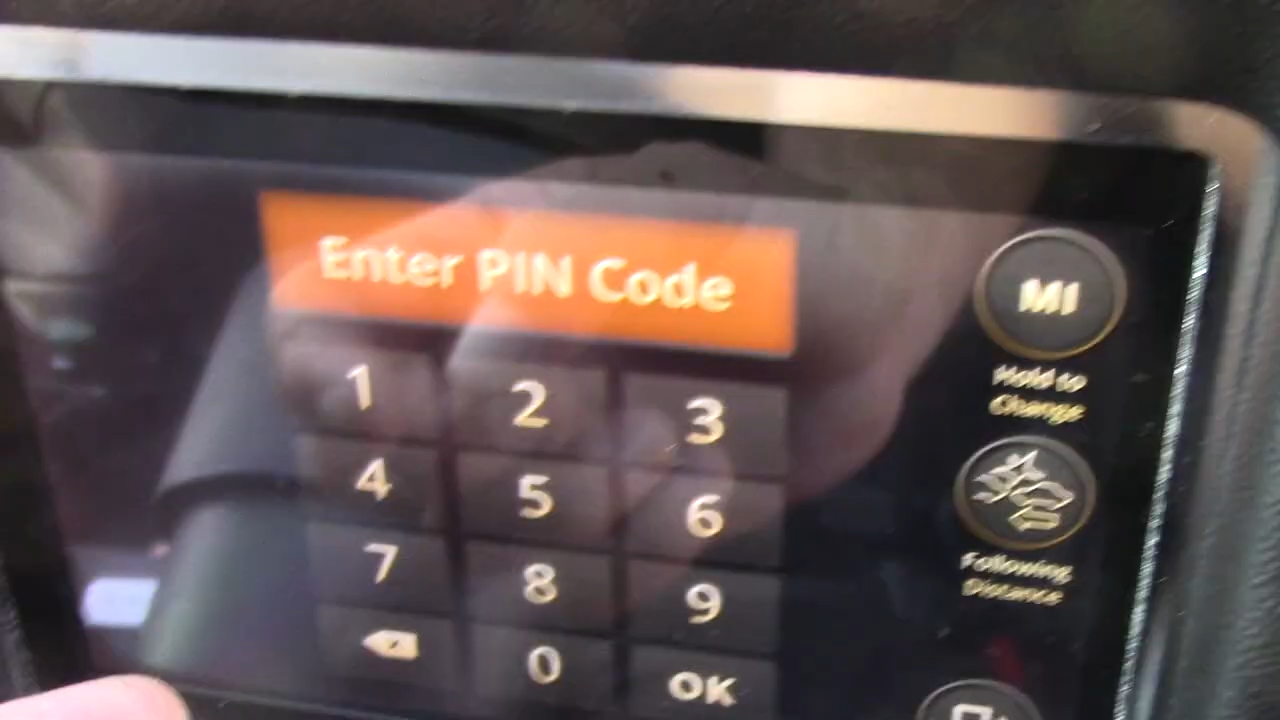 Enter PIN Code
1 2 3
4 5 6
7 8 9
0 OK
MI
Hold to
Change
Following
Distance